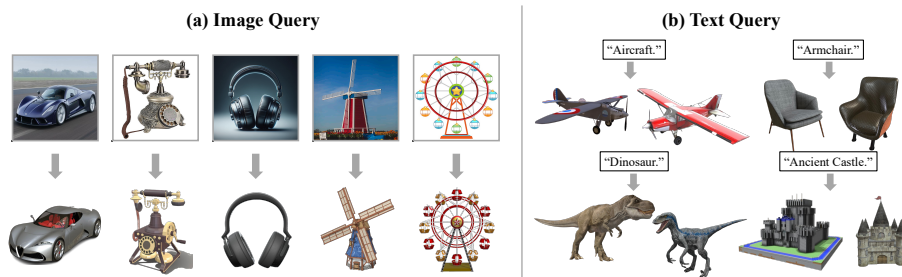 (a) Image Query
(b) Text Query
“Aircraft.”
“Armchair.”
“Dinosaur.”
“Ancient Castle.”